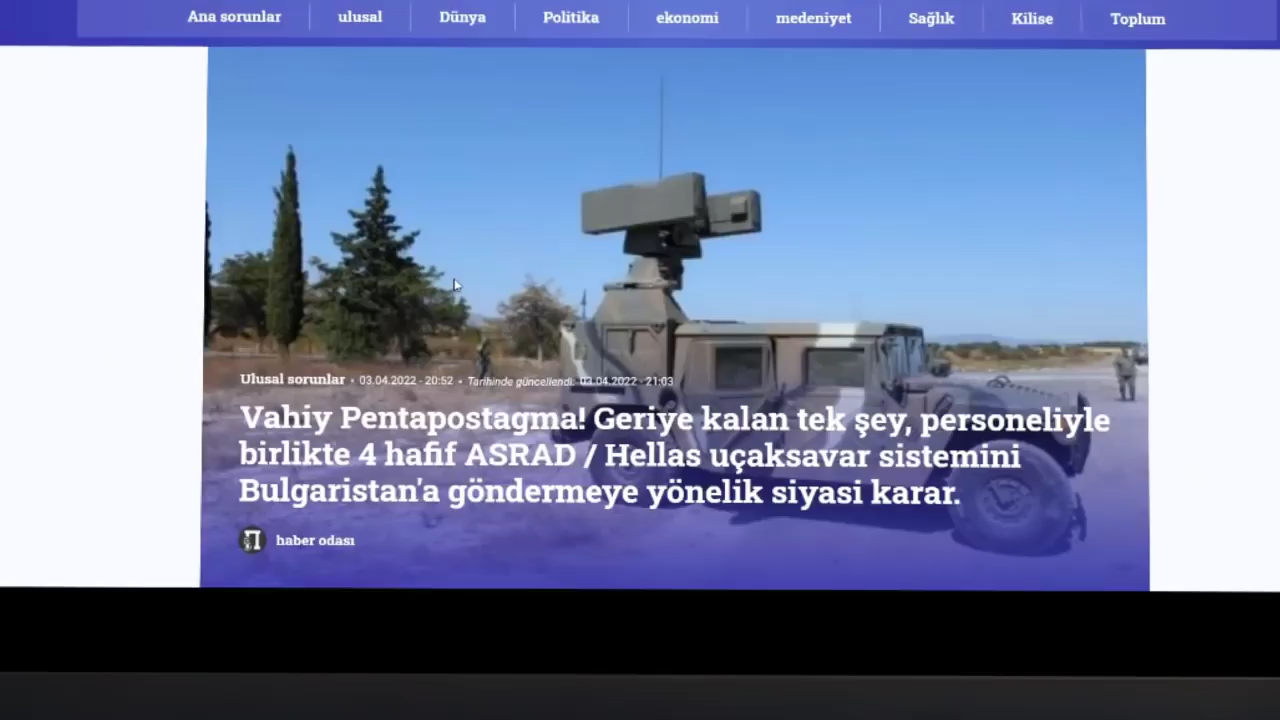 Ana sorunlar ulusal Dünya Politika ekonomi medeniyet Sağlık Kilise Toplum
Ulusal sorunlar • 03.04.2022 - 20:52 • Tarihinde güncellendi: 03.04.2022 - 21:03
Vahiy Pentapostagma! Geriye kalan tek şey, personeliyle
birlikte 4 hafif ASRAD / Hellas uçaksavar sistemini
Bulgaristan'a göndermeye yönelik siyasi karar.
haber odası